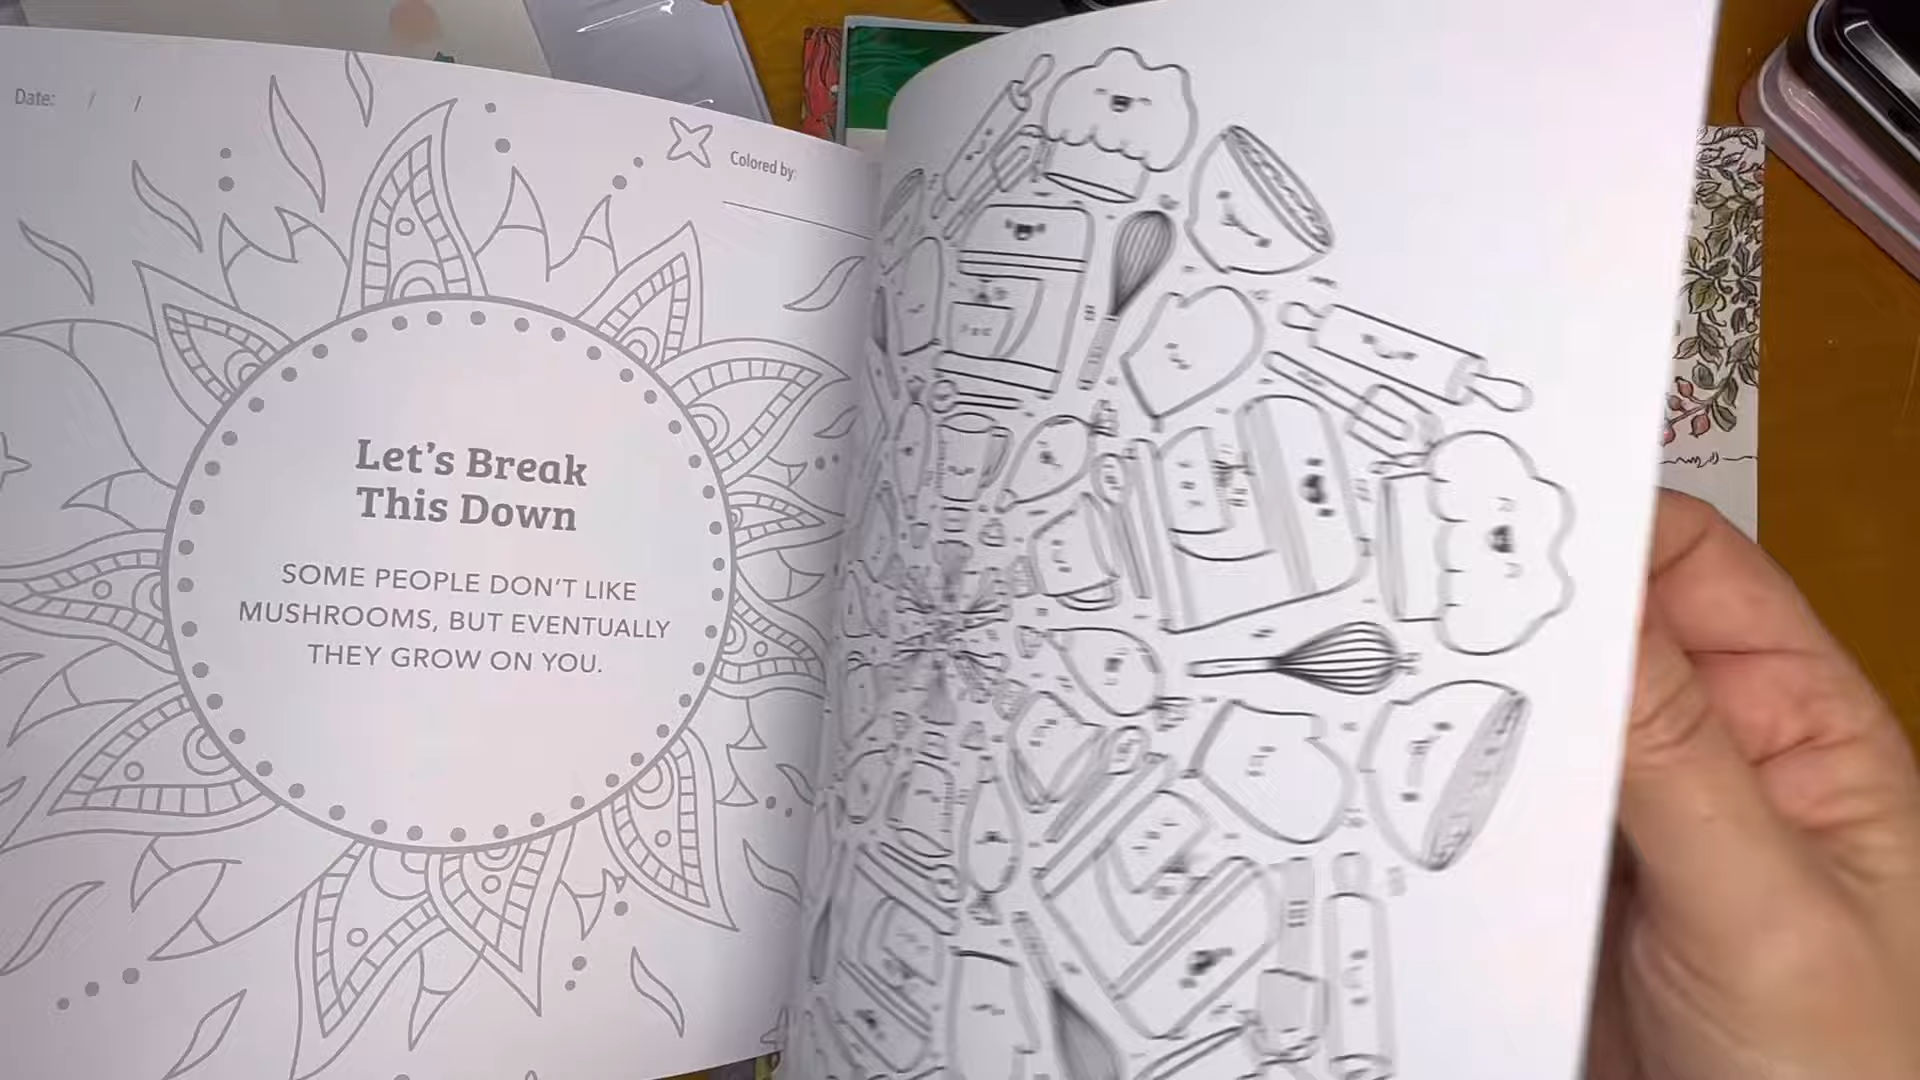 Date: / /
Colored by:
Let's Break
This Down
SOME PEOPLE DON'T LIKE
MUSHROOMS, BUT EVENTUALLY
THEY GROW ON YOU.